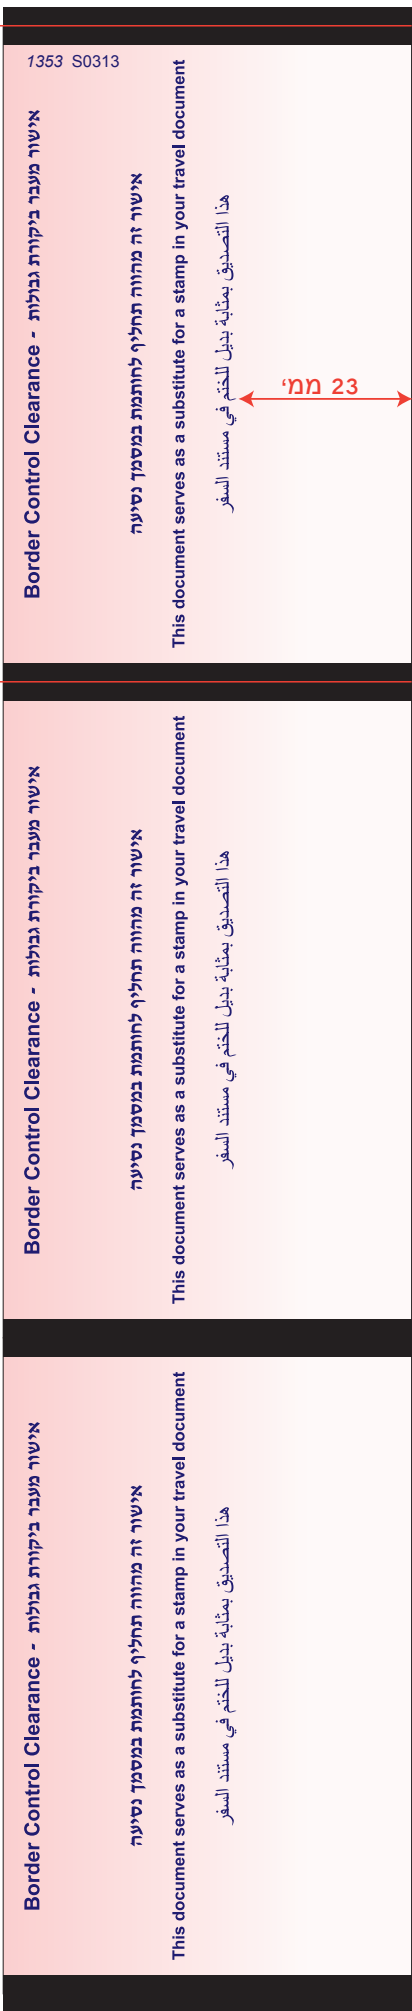 1353 S0313
אישור מעבר ביקורת גבולות - Border Control Clearance
אישור זה מהווה תחליף לחותמת במסמך נסיעה
This document serves as a substitute for a stamp in your travel document
هذا التصديق بمثابة بديل للختم في مستند السفر
23 ממ'
אישור מעבר ביקורת גבולות - Border Control Clearance
אישור זה מהווה תחליף לחותמת במסמך נסיעה
This document serves as a substitute for a stamp in your travel document
هذا التصديق بمثابة بديل للختم في مستند السفر
אישור מעבר ביקורת גבולות - Border Control Clearance
אישור זה מהווה תחליף לחותמת במסמך נסיעה
This document serves as a substitute for a stamp in your travel document
هذا التصديق بمثابة بديل للختم في مستند السفر